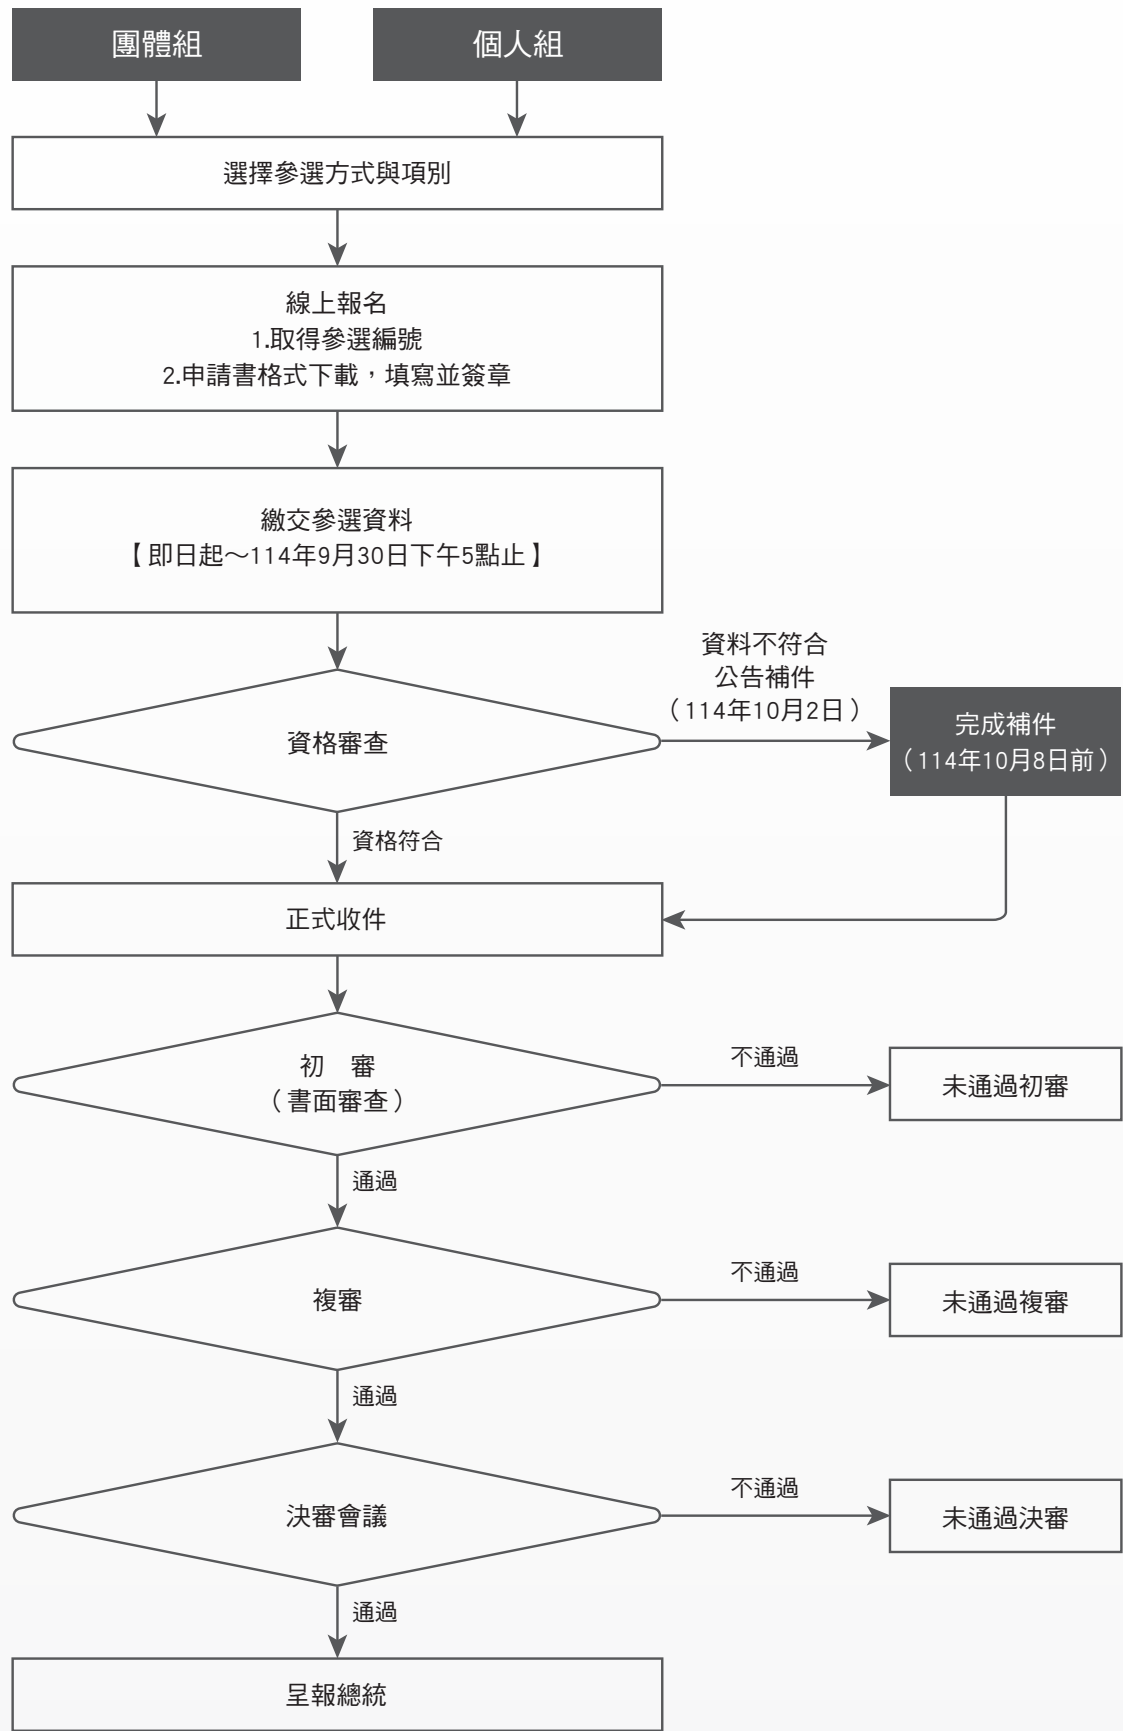 團體組
個人組
選擇參選方式與項別
線上報名
1.取得參選編號
2.申請書格式下載，填寫並簽章
繳交參選資料
【即日起～114年9月30日下午5點止】
資料不符合
公告補件
（114年10月2日）
資格審查
完成補件
（114年10月8日前）
資格符合
正式收件
初　審
（書面審查）
不通過
未通過初審
通過
複審
不通過
未通過複審
通過
決審會議
不通過
未通過決審
通過
呈報總統